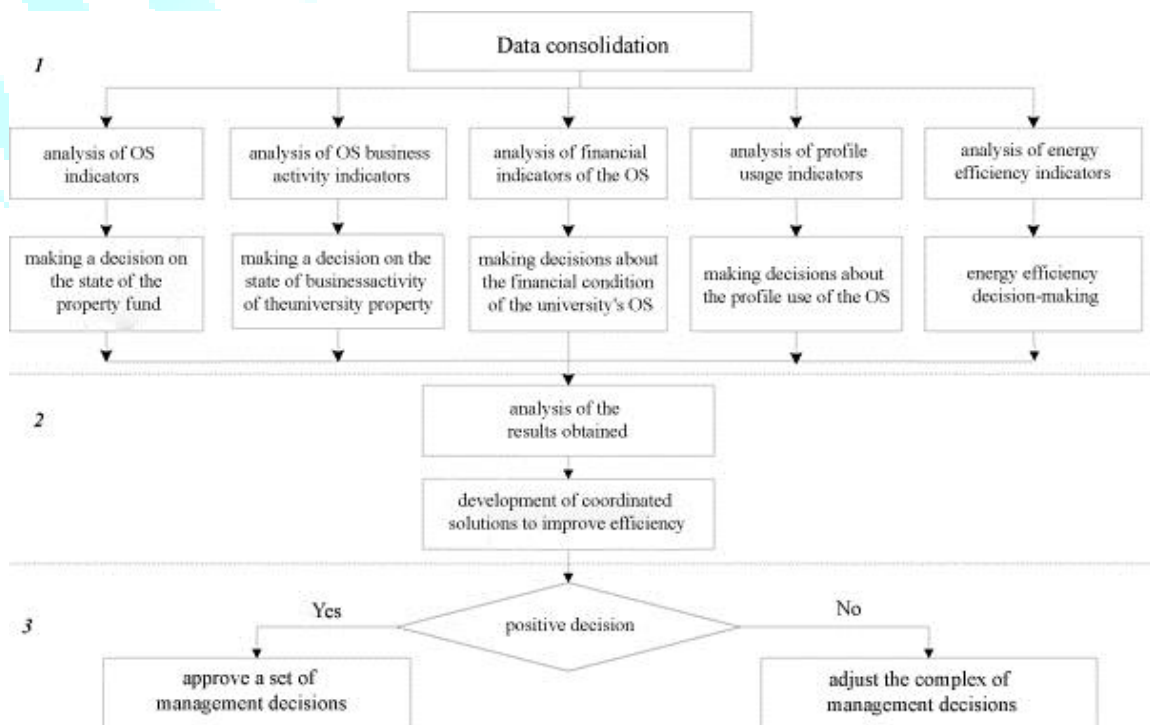 Data consolidation
1
analysis of OS
indicators
analysis of OS business
activity indicators
analysis of financial
indicators of the OS
analysis of profile
usage indicators
analysis of energy
efficiency indicators
making a decision on
the state of the
property fund
making a decision on the
state of businessactivity
of theuniversity property
making decisions about
the financial condition
of the university's OS
making decisions about
the profile use of the OS
energy efficiency
decision-making
2
analysis of the
results obtained
development of coordinated
solutions to improve efficiency
3
Yes
positive decision
No
approve a set of
management decisions
adjust the complex of
management decisions